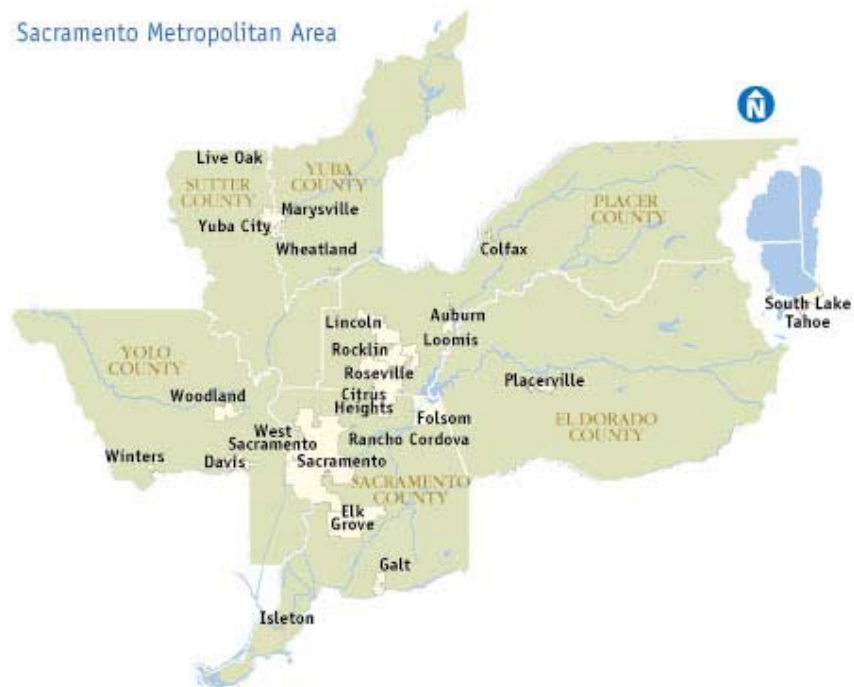 Sacramento Metropolitan Area
N
Live Oak
SUTTER
COUNTY
YUBA
COUNTY
Marysville
Yuba City
Wheatland
PLACER
COUNTY
Colfax
South Lake
Tahoe
Auburn
Loomis
Lincoln
Rocklin
Roseville
Citrus
Heights
YOLO
COUNTY
Woodland
Placerville
EL DORADO
COUNTY
Folsom
Rancho Cordova
West
Sacramento
Sacramento
Winters
Davis
SACRAMENTO
COUNTY
Elk
Grove
Galt
Isleton